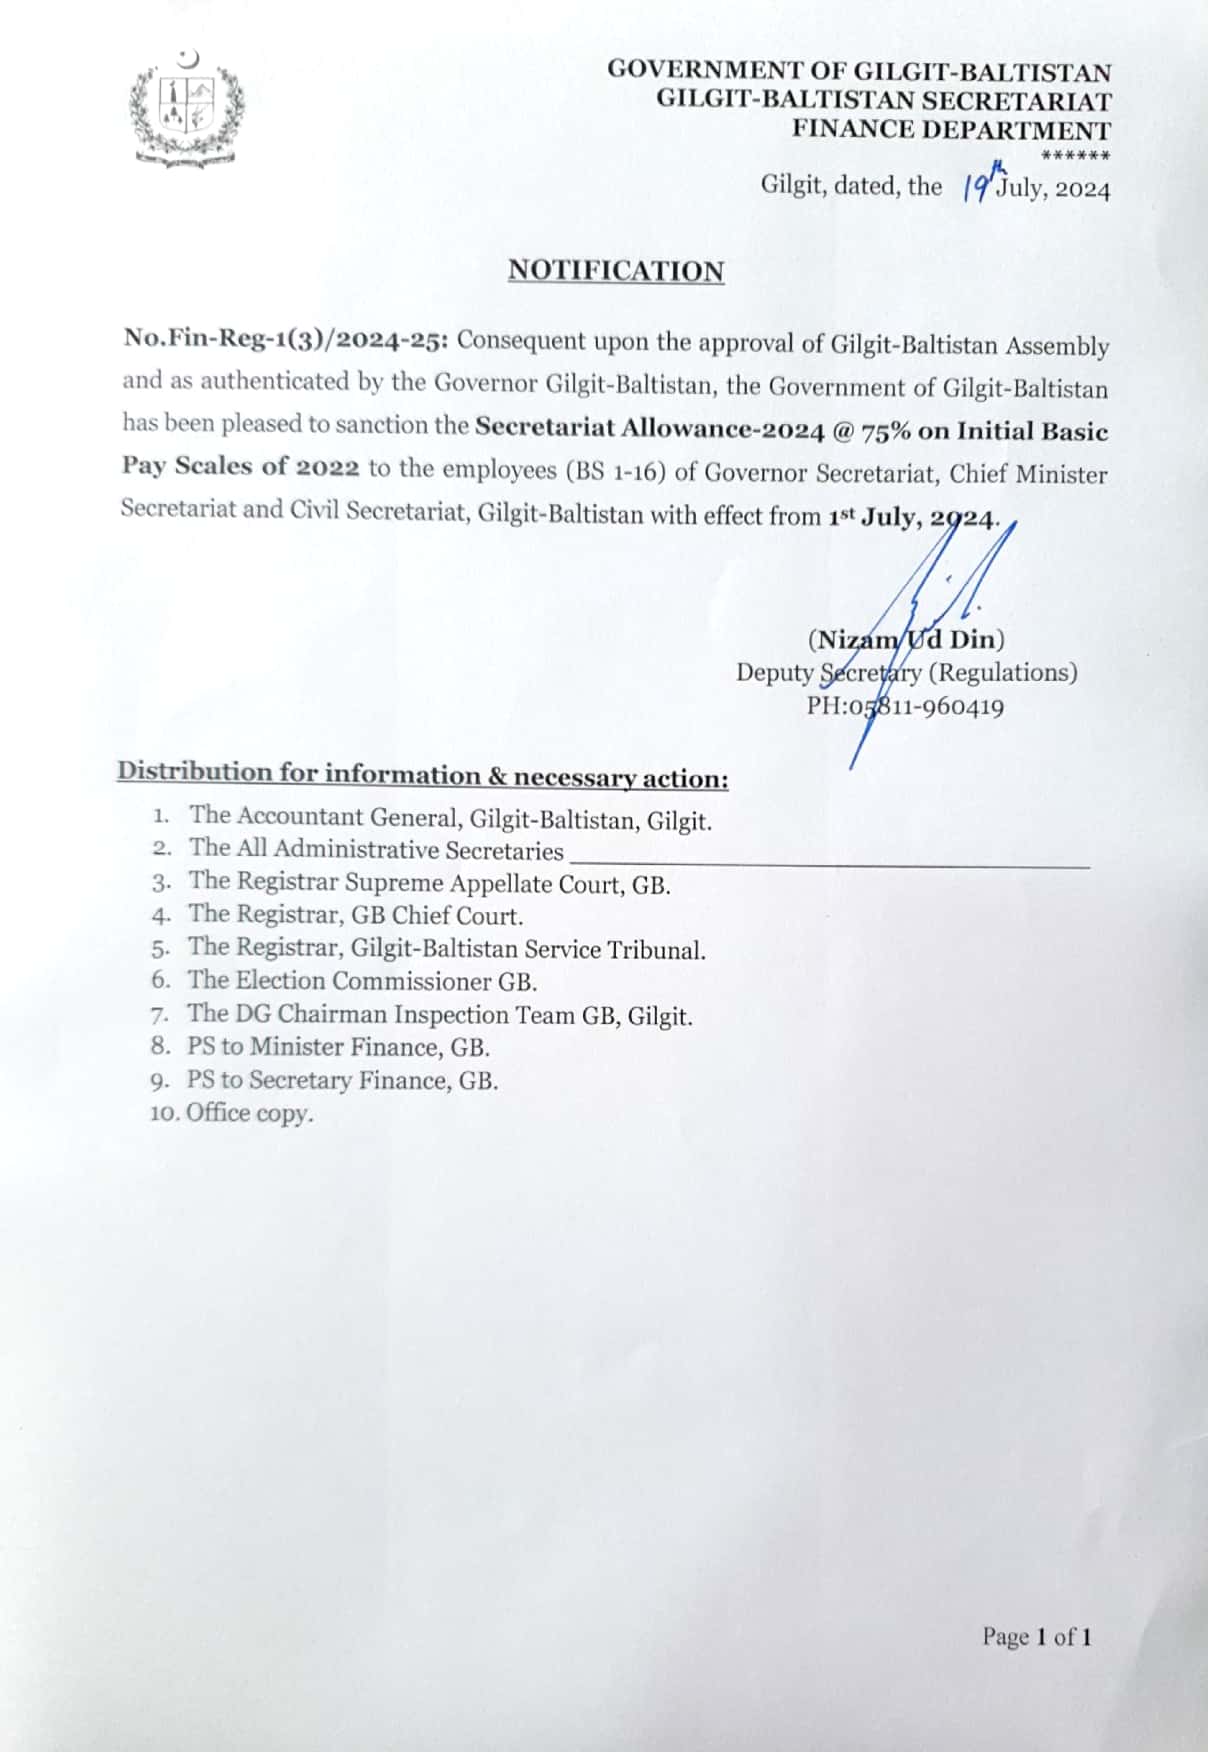 GOVERNMENT OF GILGIT-BALTISTAN
GILGIT-BALTISTAN SECRETARIAT
FINANCE DEPARTMENT
******
Gilgit, dated, the 19th July, 2024
NOTIFICATION
No.Fin-Reg-1(3)/2024-25: Consequent upon the approval of Gilgit-Baltistan Assembly
and as authenticated by the Governor Gilgit-Baltistan, the Government of Gilgit-Baltistan
has been pleased to sanction the Secretariat Allowance-2024 @ 75% on Initial Basic
Pay Scales of 2022 to the employees (BS 1-16) of Governor Secretariat, Chief Minister
Secretariat and Civil Secretariat, Gilgit-Baltistan with effect from 1st July, 2024.
(Nizam Ud Din)
Deputy Secretary (Regulations)
PH:05811-960419
Distribution for information & necessary action:
1. The Accountant General, Gilgit-Baltistan, Gilgit.
2. The All Administrative Secretaries
3. The Registrar Supreme Appellate Court, GB.
4. The Registrar, GB Chief Court.
5. The Registrar, Gilgit-Baltistan Service Tribunal.
6. The Election Commissioner GB.
7. The DG Chairman Inspection Team GB, Gilgit.
8. PS to Minister Finance, GB.
9. PS to Secretary Finance, GB.
10. Office copy.
Page 1 of 1